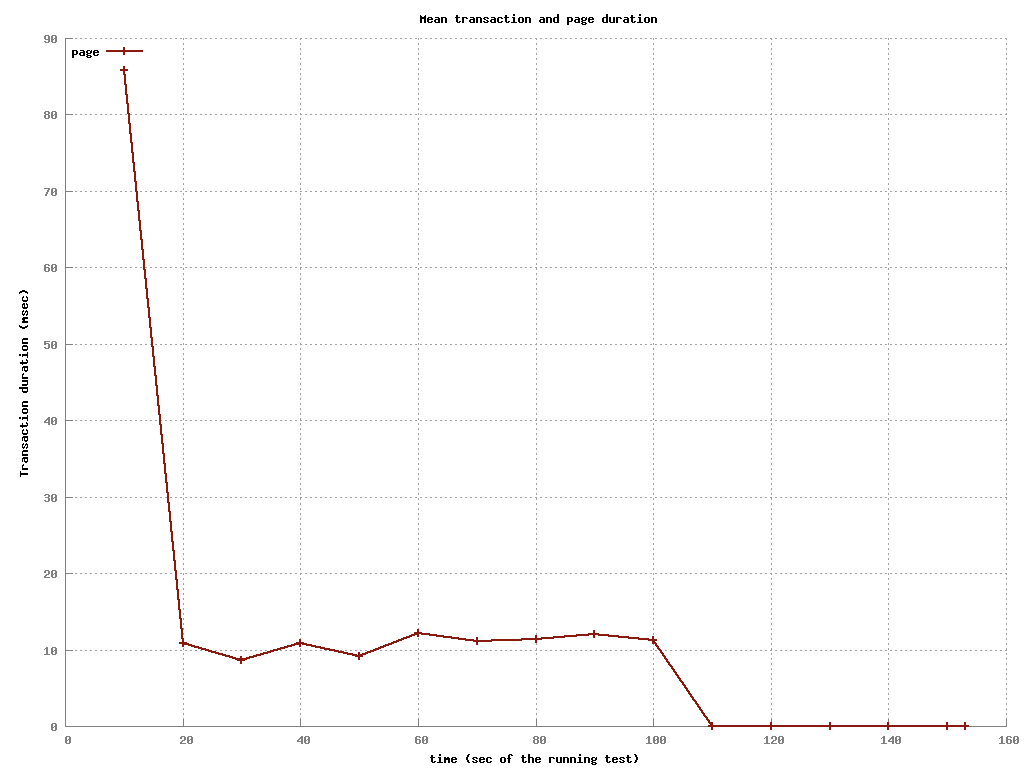 Mean transaction and page duration
90
page
80
70
60
50
40
30
20
10
0
Transaction duration (msec)
0 20 40 60 80 100 120 140 160
time (sec of the running test)